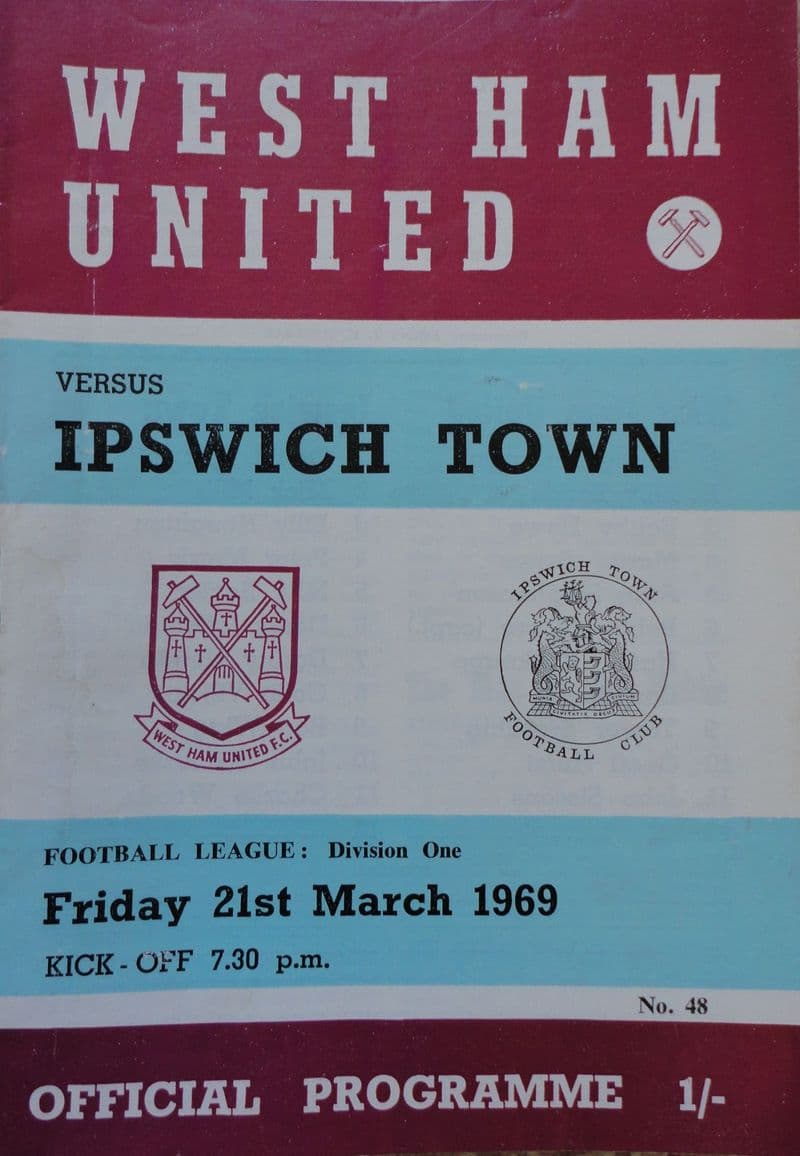 WEST HAM
UNITED
VERSUS
IPSWICH TOWN
WEST HAM UNITED F.C.
IPSWICH TOWN
FOOTBALL CLUB
FOOTBALL LEAGUE: Division One
Friday 21st March 1969
KICK-OFF 7.30 p.m.
No. 48
OFFICIAL PROGRAMME 1/-